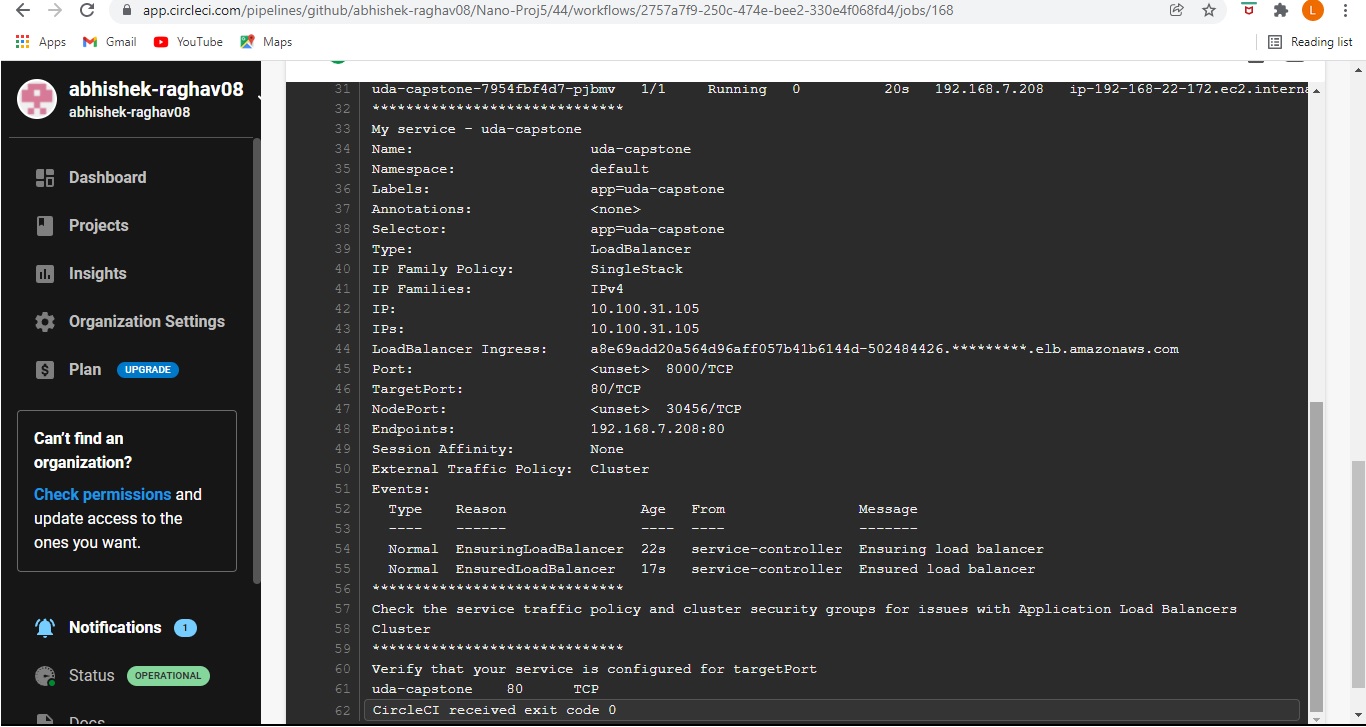 app.circleci.com/pipelines/github/abhishek-raghav08/Nano-Proj5/44/workflows/2757a7f9-250c-474e-bee2-330e4f068fd4/jobs/168
L
Apps Gmail YouTube Maps Reading list
abhishek-raghav08
abhishek-raghav08
Dashboard
Projects
Insights
Organization Settings
Plan UPGRADE
Can't find an
organization?
Check permissions and
update access to the
ones you want.
Notifications 1
Status OPERATIONAL
Docs
31 uda-capstone-7954fbf4d7-pjbmv 1/1 Running 0 20s 192.168.7.208 ip-192-168-22-172.ec2.interna
32 ******************************
33 My service - uda-capstone
34 Name: uda-capstone
35 Namespace: default
36 Labels: app=uda-capstone
37 Annotations: <none>
38 Selector: app=uda-capstone
39 Type: LoadBalancer
40 IP Family Policy: SingleStack
41 IP Families: IPv4
42 IP: 10.100.31.105
43 IPs: 10.100.31.105
44 LoadBalancer Ingress: a8e69add20a564d96aff057b41b6144d-502484426.*********.elb.amazonaws.com
45 Port: <unset> 8000/TCP
46 TargetPort: 80/TCP
47 NodePort: <unset> 30456/TCP
48 Endpoints: 192.168.7.208:80
49 Session Affinity: None
50 External Traffic Policy: Cluster
51 Events:
52 Type Reason Age From Message
53 ---- ------ ---- ---- -------
54 Normal EnsuringLoadBalancer 22s service-controller Ensuring load balancer
55 Normal EnsuredLoadBalancer 17s service-controller Ensured load balancer
56 ******************************
57 Check the service traffic policy and cluster security groups for issues with Application Load Balancers
58 Cluster
59 ******************************
60 Verify that your service is configured for targetPort
61 uda-capstone 80 TCP
62 CircleCI received exit code 0